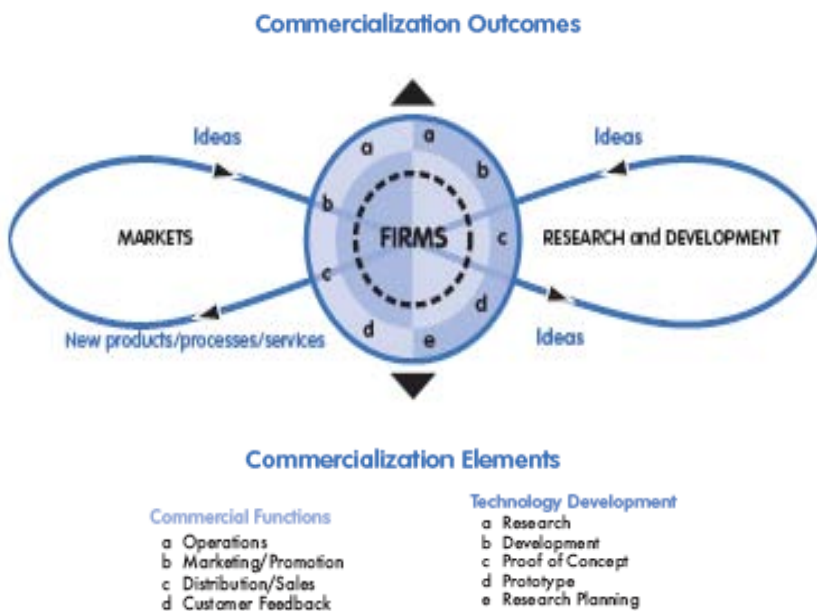 Commercialization Outcomes
Ideas
Ideas
a
a
b
b
MARKETS
FIRMS
c
RESEARCH and DEVELOPMENT
c
d
d
e
New products/processes/services
Ideas
Commercialization Elements
Commercial Functions
a Operations
b Marketing/Promotion
c Distribution/Sales
d Customer Feedback
Technology Development
a Research
b Development
c Proof of Concept
d Prototype
e Research Planning